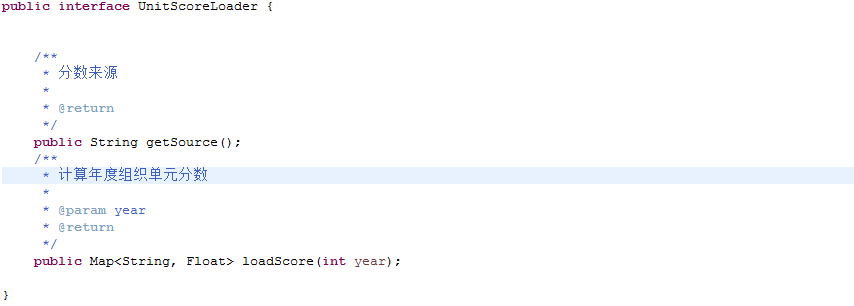 public interface UnitScoreLoader {
/**
* 分数来源
*
* @return
*/
public String getSource();
/**
* 计算年度组织单元分数
*
* @param year
* @return
*/
public Map<String, Float> loadScore(int year);
}